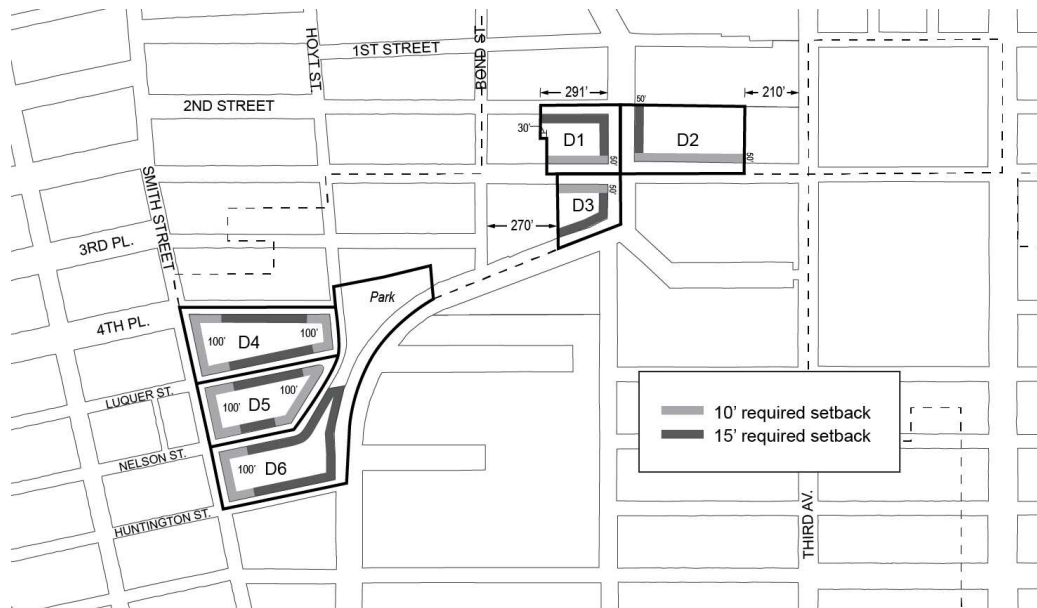 1ST STREET
HOYT ST
BOND ST.
2ND STREET
291'
210'
50'
30'
D1
D2
50'
50'
50'
D3
SMITH STREET
3RD PL.
270'
4TH PL.
Park
100'
D4
100'
LUQUER ST.
100'
D5
100'
10' required setback
15' required setback
NELSON ST.
100'
D6
HUNTINGTON ST.
THIRD AV.